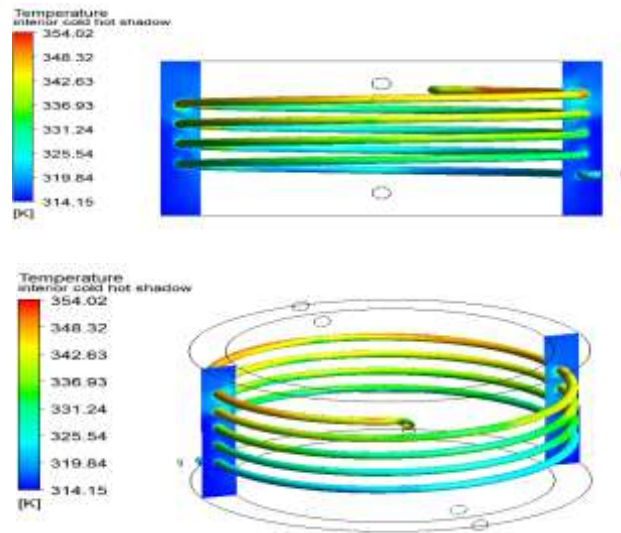 Temperature
interior cold hot shadow
354.02
348.32
342.63
336.93
331.24
325.54
319.84
314.15
[K]
Temperature
interior cold hot shadow
354.02
348.32
342.63
336.93
331.24
325.54
319.84
314.15
[K]